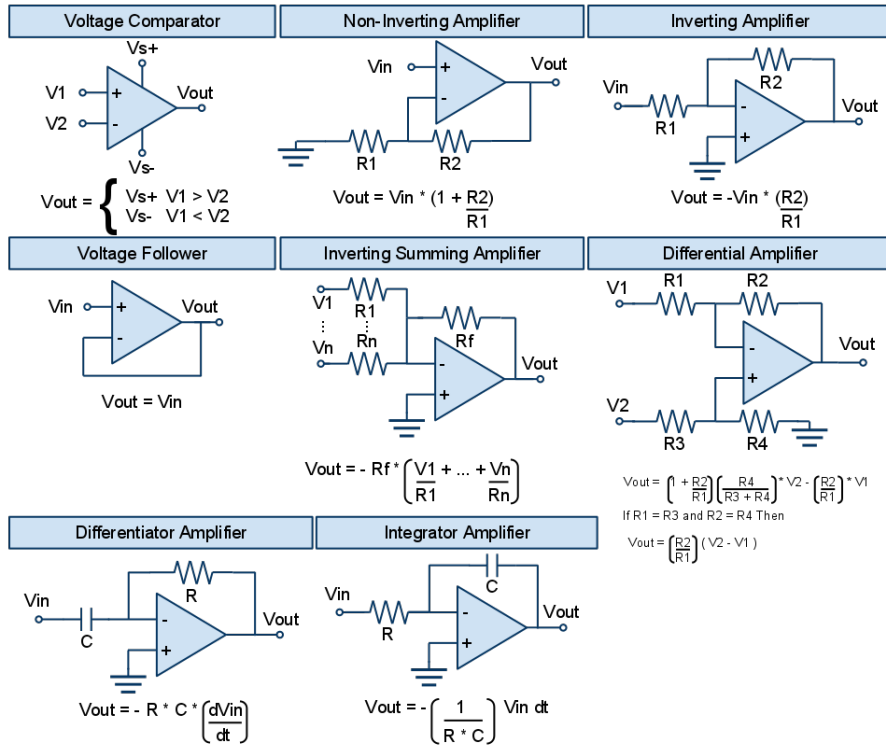 Voltage Comparator
Vs+
V1
+
Vout
V2
-
Vs-
Vout = { Vs+ V1 > V2
Vs- V1 < V2
Non-Inverting Amplifier
Vin
+
Vout
-
R1
R2
Vout = Vin * (1 + R2)
R1
Inverting Amplifier
R2
Vin
R1
-
Vout
+
Vout = -Vin * (R2)
R1
Voltage Follower
Vin
+
Vout
-
Vout = Vin
Inverting Summing Amplifier
V1
R1
Rf
Vn
Rn
-
Vout
+
Vout = - Rf * ( V1 + ... + Vn )
R1 Rn
Differential Amplifier
V1
R1
R2
-
Vout
+
V2
R3
R4
Vout = (1 + R2) ( R4 ) * V2 - (R2) * V1
R1 R3 + R4 R1
If R1 = R3 and R2 = R4 Then
Vout = (R2) ( V2 - V1 )
R1
Differentiator Amplifier
R
Vin
C
-
Vout
+
Vout = - R * C * ( dVin )
dt
Integrator Amplifier
C
Vin
R
-
Vout
+
Vout = - ( 1 ) Vin dt
R * C